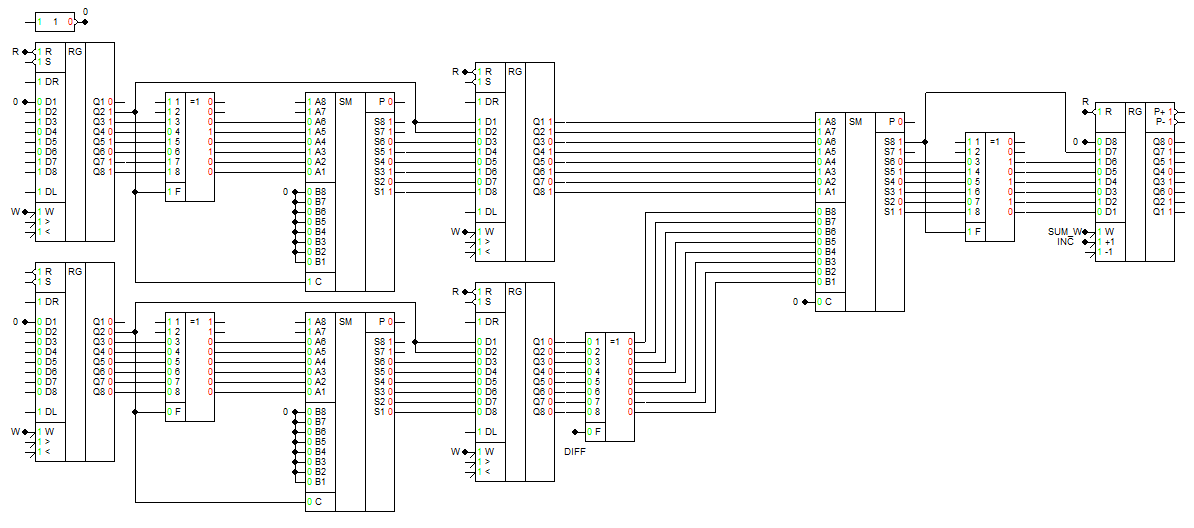 0
1 1 0
R 1 R RG
1 S
1 DR
0 0 D1 Q1 0
1 D2 Q2 1
1 D3 Q3 1
0 D4 Q4 0
1 D5 Q5 1
0 D6 Q6 0
1 D7 Q7 1
1 D8 Q8 1
1 DL
W 1 W
1 >
1 <
1 1 =1 0
1 2 0
1 3 0
0 4 1
1 5 0
0 6 1
1 7 0
1 8 0
1 F
1 A8 SM P 0
1 A7
0 A6 S8 1
1 A5 S7 1
0 A4 S6 0
1 A3 S5 1
0 A2 S4 0
0 A1 S3 1
S2 0
0 0 B8 S1 1
0 B7
0 B6
0 B5
0 B4
0 B3
0 B2
0 B1
1 C
R 1 R RG
1 S
1 DR
1 D1 Q1 1
1 D2 Q2 1
0 D3 Q3 0
1 D4 Q4 1
0 D5 Q5 0
1 D6 Q6 1
0 D7 Q7 0
1 D8 Q8 1
1 DL
W 1 W
1 >
1 <
1 R RG
1 S
1 DR
0 0 D1 Q1 0
0 D2 Q2 0
0 D3 Q3 0
0 D4 Q4 0
0 D5 Q5 0
0 D6 Q6 0
0 D7 Q7 0
0 D8 Q8 0
1 DL
W 1 W
1 >
1 <
1 1 =1 1
1 2 1
0 3 0
0 4 0
0 5 0
0 6 0
0 7 0
0 8 0
0 F
1 A8 SM P 0
1 A7
0 A6 S8 1
0 A5 S7 1
0 A4 S6 0
0 A3 S5 0
0 A2 S4 0
0 A1 S3 0
S2 0
0 0 B8 S1 0
0 B7
0 B6
0 B5
0 B4
0 B3
0 B2
0 B1
0 C
R 1 R RG
1 S
1 DR
0 D1 Q1 0
0 D2 Q2 0
0 D3 Q3 0
0 D4 Q4 0
0 D5 Q5 0
0 D6 Q6 0
0 D7 Q7 0
0 D8 Q8 0
1 DL
W 1 W
1 >
1 <
0 1 =1 0
0 2 0
0 3 0
0 4 0
0 5 0
0 6 0
0 7 0
0 8 0
0 F
DIFF
1 A8 SM P 0
1 A7
0 A6 S8 1
1 A5 S7 1
0 A4 S6 0
1 A3 S5 1
0 A2 S4 0
1 A1 S3 1
S2 0
0 B8 S1 1
0 B7
0 B6
0 B5
0 B4
0 B3
0 B2
0 B1
0 0 C
1 1 =1 0
1 2 0
0 3 1
1 4 0
0 5 1
1 6 0
0 7 1
1 8 0
1 F
R
1 R RG P+ 1
P- 1
0 0 D8 Q8 0
1 D7 Q7 1
1 D6 Q5 1
0 D5 Q4 0
1 D4 Q3 1
0 D3 Q6 0
1 D2 Q2 1
0 D1 Q1 1
SUM_W 1 W
INC 1 +1
1 -1